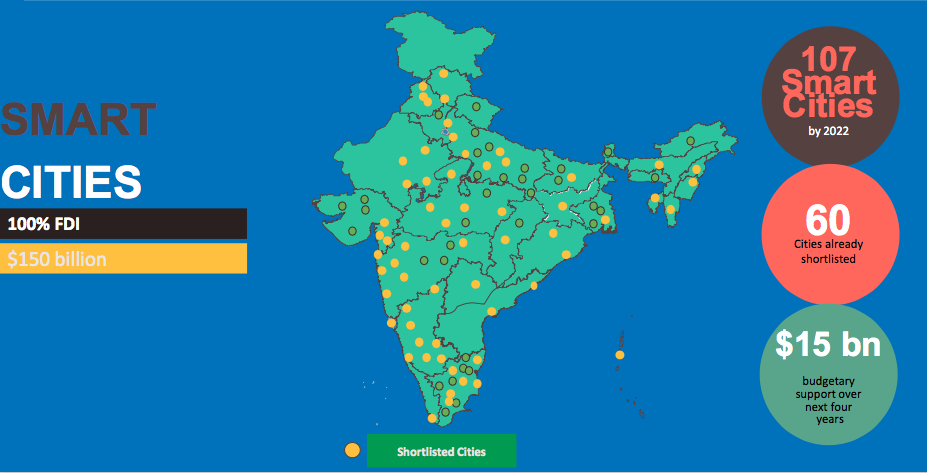 SMART
CITIES
100% FDI
$150 billion
107
Smart
Cities
by 2022
60
Cities already
shortlisted
$15 bn
budgetary
support over
next four
years
Shortlisted Cities